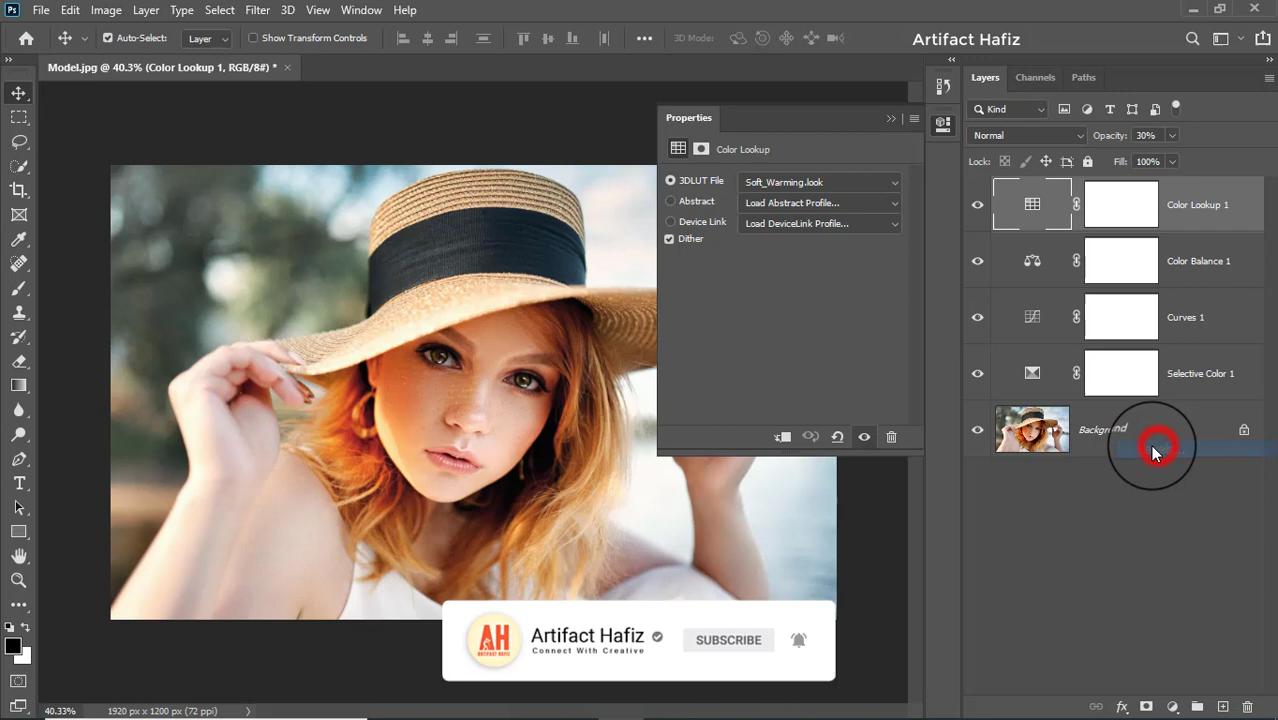 Ps File Edit Image Layer Type Select Filter 3D View Window Help
Auto-Select: Layer Show Transform Controls ••• 3D Mode: Artifact Hafiz
Model.jpg @ 40.3% (Color Lookup 1, RGB/8#) * ×
Properties
Color Lookup
3DLUT File Soft_Warming.look
Abstract Load Abstract Profile...
Device Link Load DeviceLink Profile...
Dither
Layers Channels Paths
Kind
Normal Opacity: 30%
Lock: Fill: 100%
Color Lookup 1
Color Balance 1
Curves 1
Selective Color 1
Background
AH
ARTIFACT HAFIZ
Artifact Hafiz
Connect With Creative
SUBSCRIBE
40.33% 1920 px x 1200 px (72 ppi)
fx